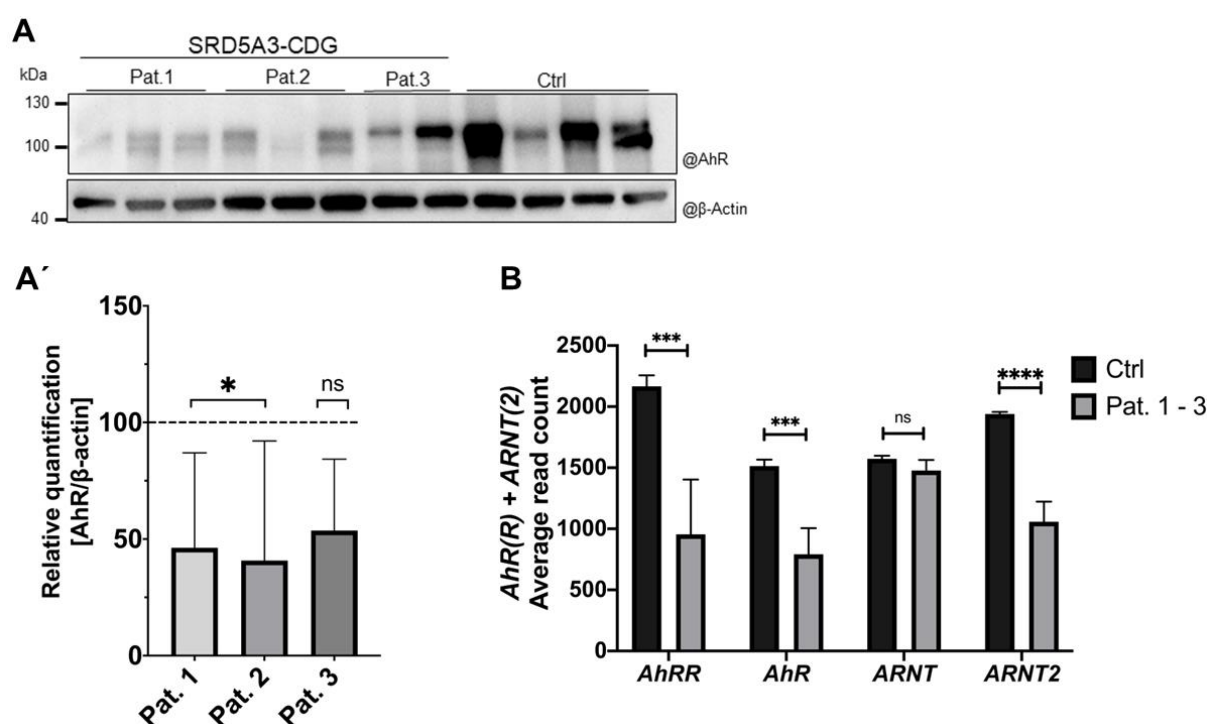 A
SRD5A3-CDG
kDa
Pat.1
Pat.2
Pat.3
Ctrl
130
100
@AhR
40
@β-Actin
A´
Relative quantification
[AhR/β-actin]
150
100
50
0
*
ns
Pat. 1
Pat. 2
Pat. 3
B
AhR(R) + ARNT(2)
Average read count
2500
2000
1500
1000
500
0
***
***
ns
****
AhRR
AhR
ARNT
ARNT2
Ctrl
Pat. 1 - 3